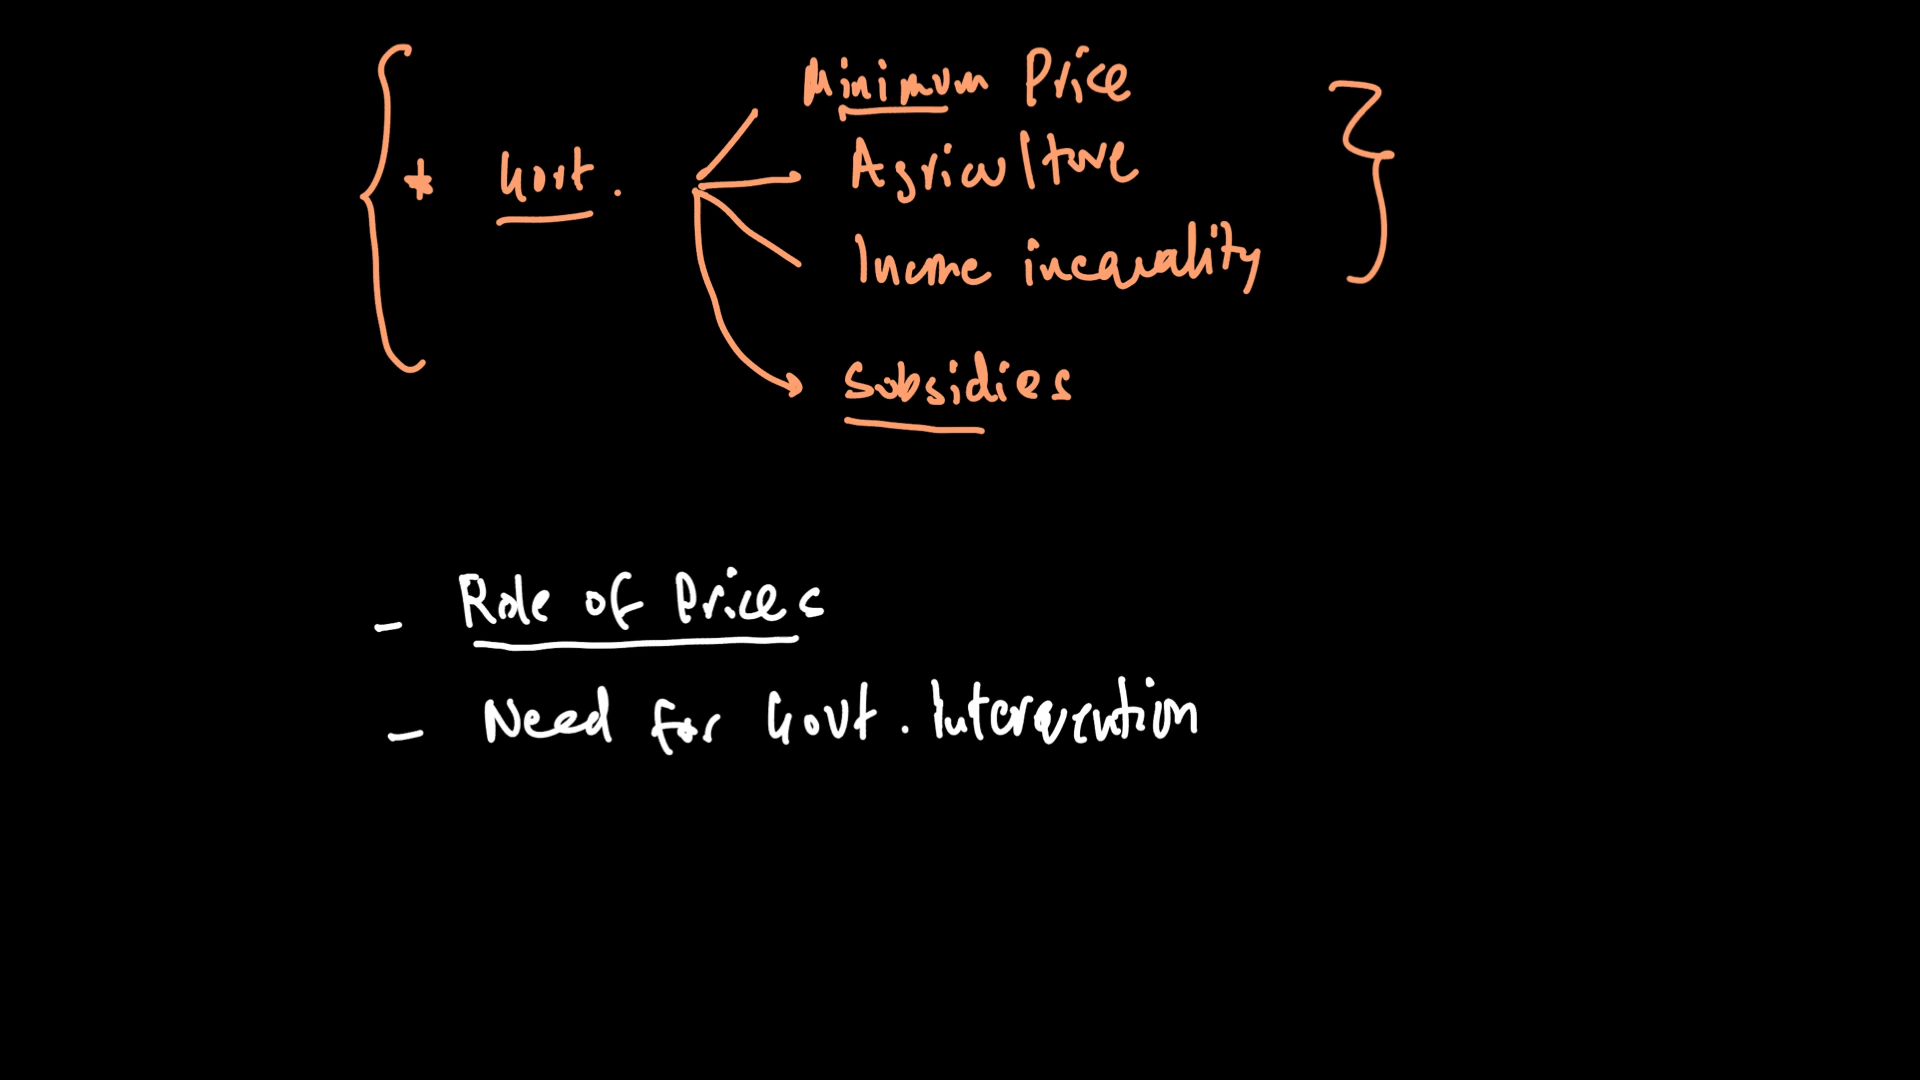 Minimum Price
* Govt. Agriculture
Income inequality
Subsidies
- Role of Prices
- Need for Govt. Intervention